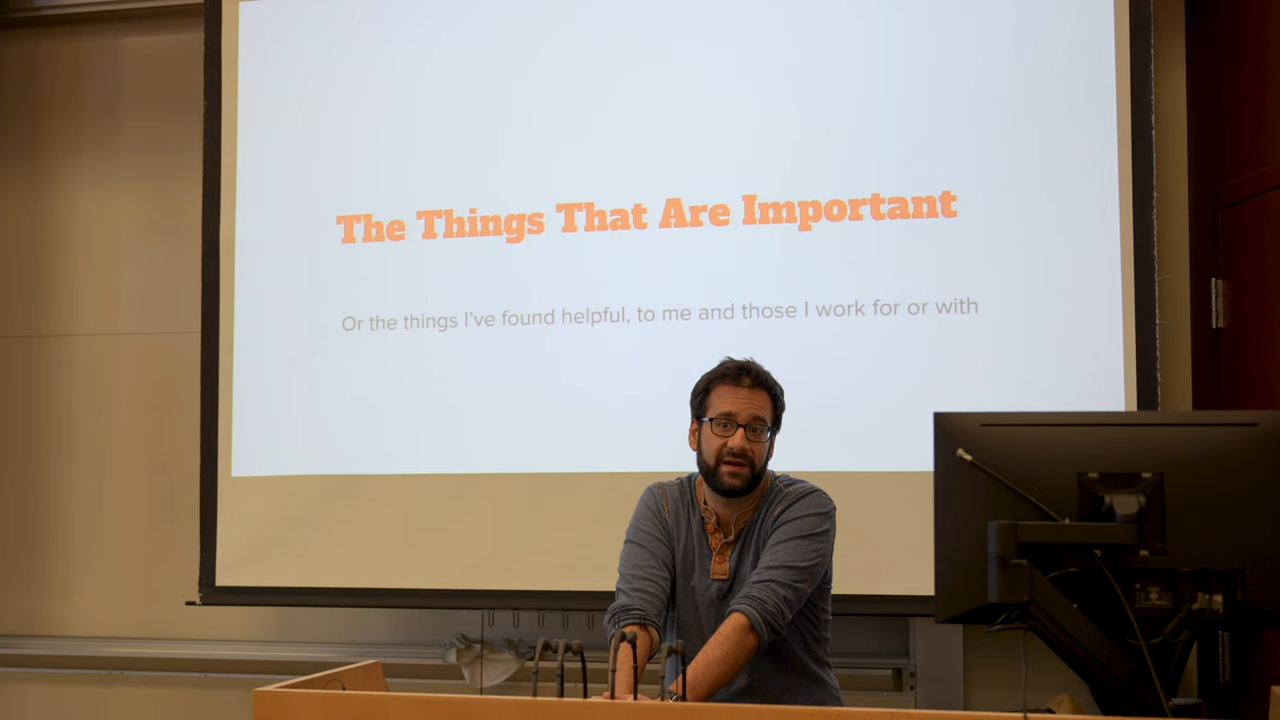 The Things That Are Important
Or the things I've found helpful, to me and those I work for or with